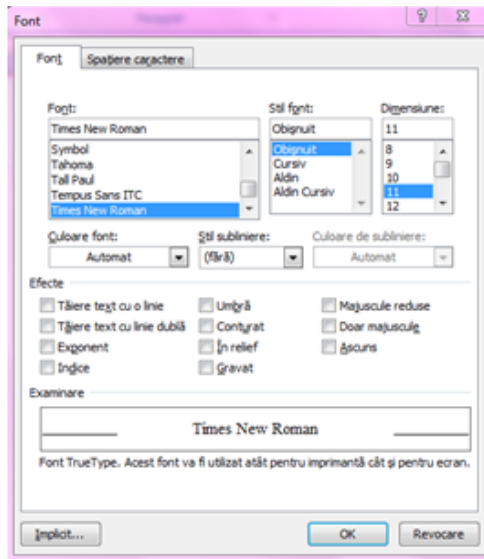 Font
Font Spațiere caractere
Font: Stil font: Dimensiune:
Times New Roman Obișnuit 11
Symbol Obișnuit 8
Tahoma Cursiv 9
Tall Paul Aldin 10
Tempus Sans ITC Aldin Cursiv 11
Times New Roman 12
Culoare font: Stil subliniere: Culoare de subliniere:
Automat (fără) Automat
Efecte
Tăiere text cu o linie Umbră Majuscule reduse
Tăiere text cu linie dublă Conturat Doar majuscule
Exponent În relief Ascuns
Indice Gravat
Examinare
Times New Roman
Font TrueType. Acest font va fi utilizat atât pentru imprimantă cât și pentru ecran.
Implicit... OK Revocare